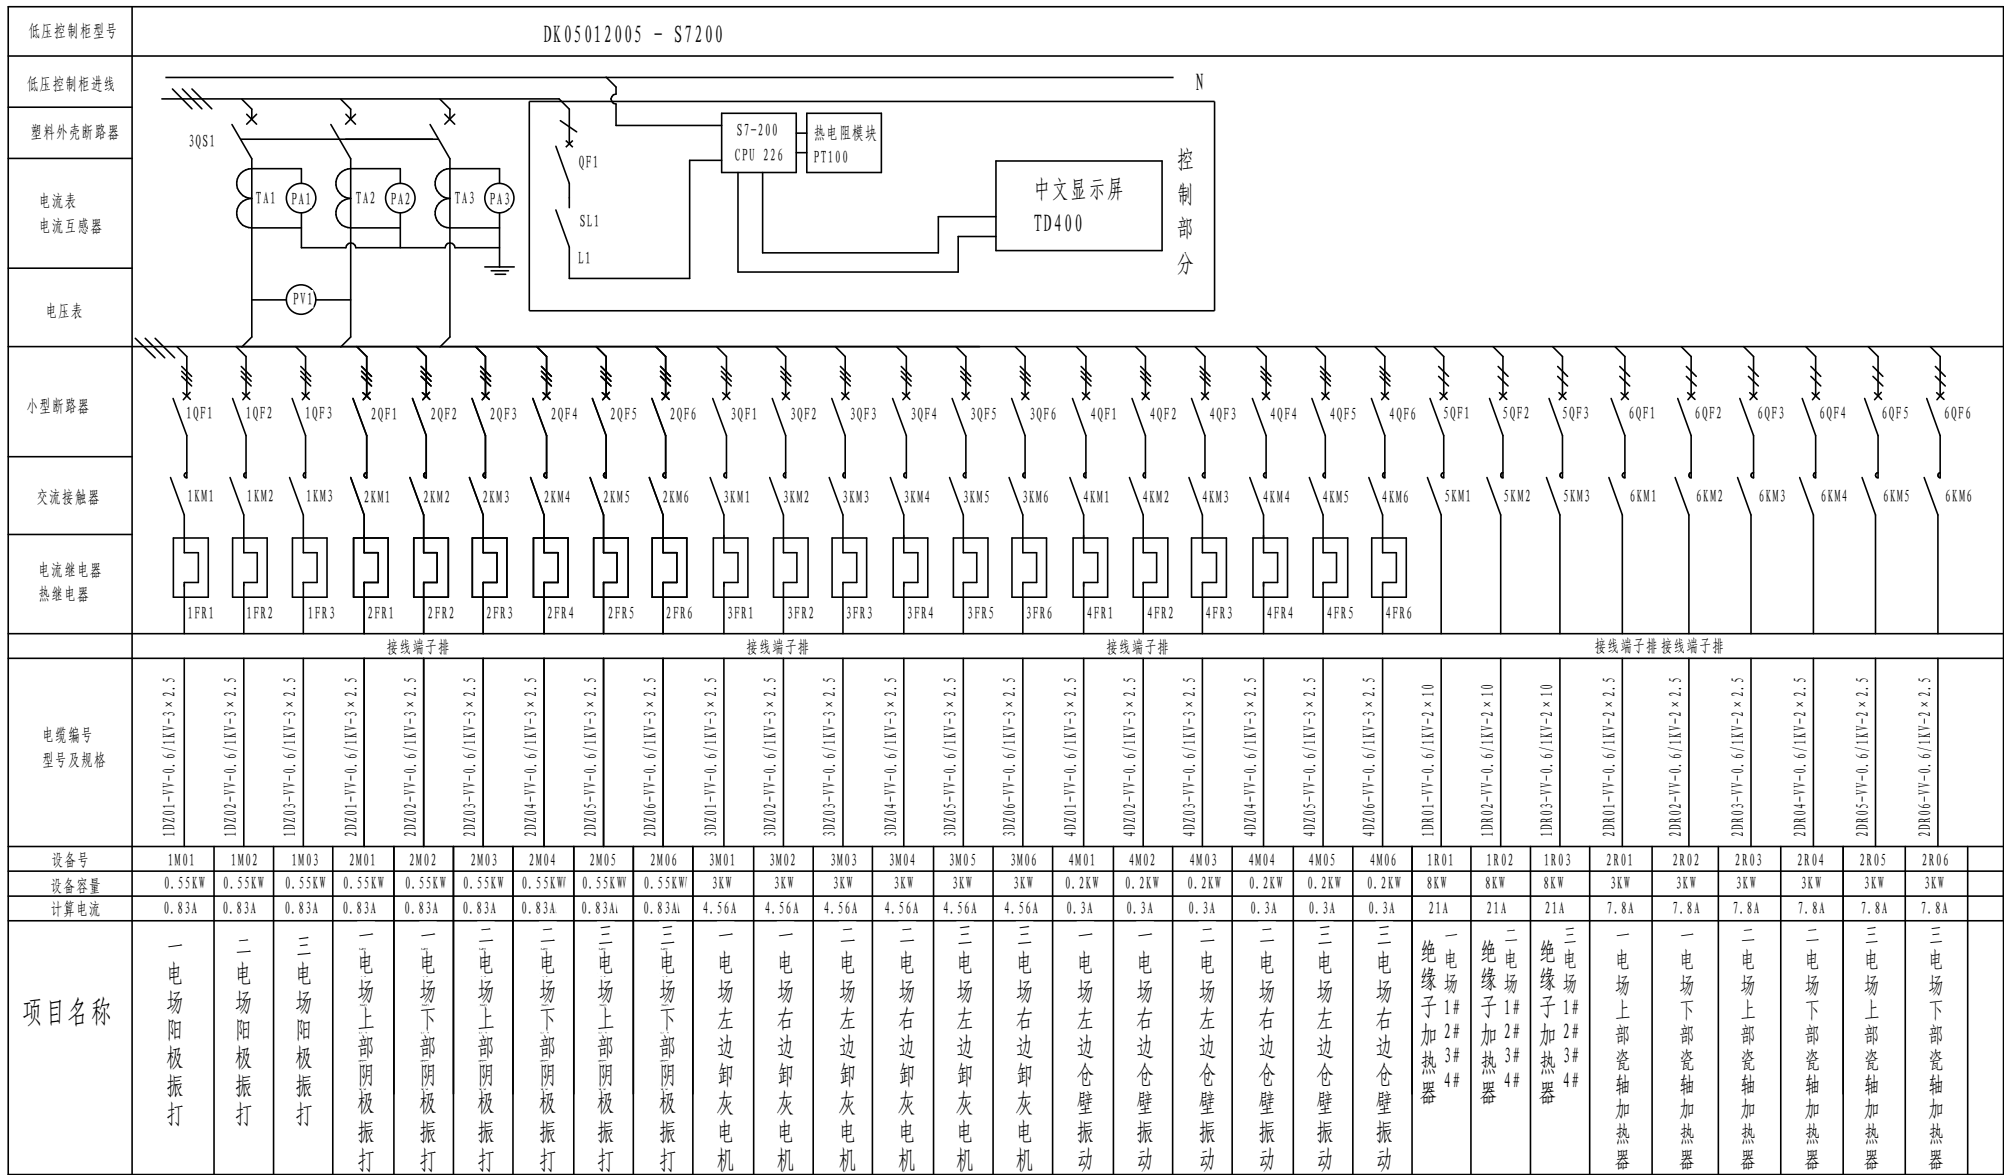 低压控制柜型号
DK05012005 - S7200
低压控制柜进线
N
塑料外壳断路器
3QS1
S7-200
CPU 226
热电阻模块
PT100
控制部分
QF1
电流表
电流互感器
TA1
PA1
TA2
PA2
TA3
PA3
SL1
L1
中文显示屏
TD400
电压表
PV1
小型断路器
1QF1 1QF2 1QF3 2QF1 2QF2 2QF3 2QF4 2QF5 2QF6 3QF1 3QF2 3QF3 3QF4 3QF5 3QF6 4QF1 4QF2 4QF3 4QF4 4QF5 4QF6 5QF1 5QF2 5QF3 6QF1 6QF2 6QF3 6QF4 6QF5 6QF6
交流接触器
1KM1 1KM2 1KM3 2KM1 2KM2 2KM3 2KM4 2KM5 2KM6 3KM1 3KM2 3KM3 3KM4 3KM5 3KM6 4KM1 4KM2 4KM3 4KM4 4KM5 4KM6 5KM1 5KM2 5KM3 6KM1 6KM2 6KM3 6KM4 6KM5 6KM6
电流继电器
热继电器
1FR1 1FR2 1FR3 2FR1 2FR2 2FR3 2FR4 2FR5 2FR6 3FR1 3FR2 3FR3 3FR4 3FR5 3FR6 4FR1 4FR2 4FR3 4FR4 4FR5 4FR6
接线端子排 接线端子排 接线端子排 接线端子排 接线端子排
电缆编号
型号及规格
1DZ01-VV-0.6/1KV-3×2.5
1DZ02-VV-0.6/1KV-3×2.5
1DZ03-VV-0.6/1KV-3×2.5
2DZ01-VV-0.6/1KV-3×2.5
2DZ02-VV-0.6/1KV-3×2.5
2DZ03-VV-0.6/1KV-3×2.5
2DZ04-VV-0.6/1KV-3×2.5
2DZ05-VV-0.6/1KV-3×2.5
2DZ06-VV-0.6/1KV-3×2.5
3DZ01-VV-0.6/1KV-3×2.5
3DZ02-VV-0.6/1KV-3×2.5
3DZ03-VV-0.6/1KV-3×2.5
3DZ04-VV-0.6/1KV-3×2.5
3DZ05-VV-0.6/1KV-3×2.5
3DZ06-VV-0.6/1KV-3×2.5
4DZ01-VV-0.6/1KV-3×2.5
4DZ02-VV-0.6/1KV-3×2.5
4DZ03-VV-0.6/1KV-3×2.5
4DZ04-VV-0.6/1KV-3×2.5
4DZ05-VV-0.6/1KV-3×2.5
4DZ06-VV-0.6/1KV-3×2.5
1DR01-VV-0.6/1KV-2×10
1DR02-VV-0.6/1KV-2×10
1DR03-VV-0.6/1KV-2×10
2DR01-VV-0.6/1KV-2×2.5
2DR02-VV-0.6/1KV-2×2.5
2DR03-VV-0.6/1KV-2×2.5
2DR04-VV-0.6/1KV-2×2.5
2DR05-VV-0.6/1KV-2×2.5
2DR06-VV-0.6/1KV-2×2.5
设备号 1M01 1M02 1M03 2M01 2M02 2M03 2M04 2M05 2M06 3M01 3M02 3M03 3M04 3M05 3M06 4M01 4M02 4M03 4M04 4M05 4M06 1R01 1R02 1R03 2R01 2R02 2R03 2R04 2R05 2R06
设备容量 0.55KW 0.55KW 0.55KW 0.55KW 0.55KW 0.55KW 0.55KW 0.55KW 0.55KW 3KW 3KW 3KW 3KW 3KW 3KW 0.2KW 0.2KW 0.2KW 0.2KW 0.2KW 0.2KW 8KW 8KW 8KW 3KW 3KW 3KW 3KW 3KW 3KW
计算电流 0.83A 0.83A 0.83A 0.83A 0.83A 0.83A 0.83A 0.83A 0.83A 4.56A 4.56A 4.56A 4.56A 4.56A 4.56A 0.3A 0.3A 0.3A 0.3A 0.3A 0.3A 21A 21A 21A 7.8A 7.8A 7.8A 7.8A 7.8A 7.8A
项目名称
一电场阳极振打
二电场阳极振打
三电场阳极振打
一电场上部阴极振打
一电场下部阴极振打
二电场上部阴极振打
二电场下部阴极振打
三电场上部阴极振打
三电场下部阴极振打
一电场左边卸灰电机
一电场右边卸灰电机
二电场左边卸灰电机
二电场右边卸灰电机
三电场左边卸灰电机
三电场右边卸灰电机
一电场左边仓壁振动
一电场右边仓壁振动
二电场左边仓壁振动
二电场右边仓壁振动
三电场左边仓壁振动
三电场右边仓壁振动
一电场1#2#3#4#
绝缘子加热器
二电场1#2#3#4#
绝缘子加热器
三电场1#2#3#4#
绝缘子加热器
一电场上部瓷轴加热器
一电场下部瓷轴加热器
二电场上部瓷轴加热器
二电场下部瓷轴加热器
三电场上部瓷轴加热器
三电场下部瓷轴加热器